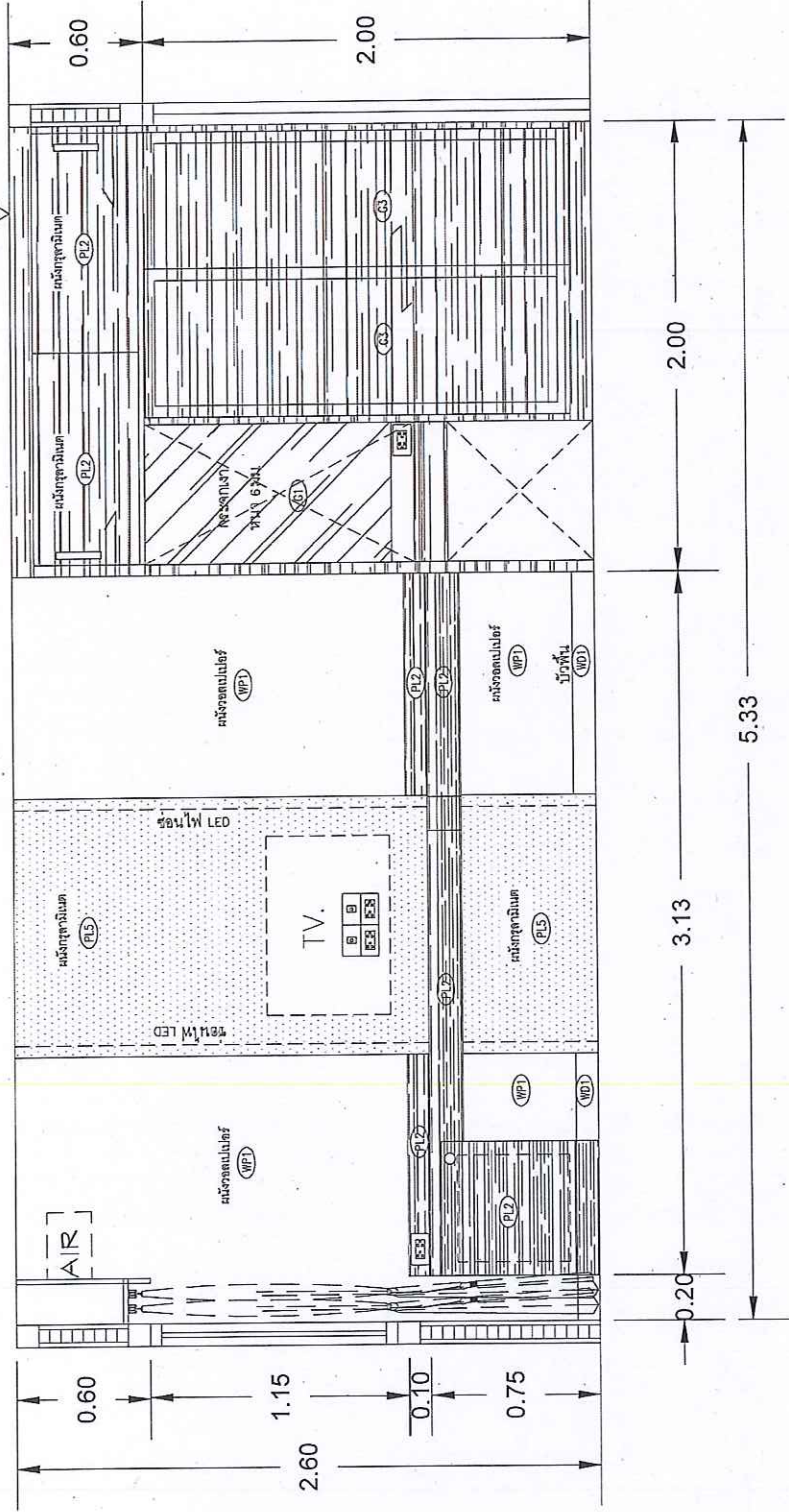 0.60
2.00
ผนังกรุลามิเนต
PL2
ผนังกรุลามิเนต
PL2
G3
G3
กระจกเงา
หนา 6 มม.
G1
ผนังวอลเปเปอร์
WP1
PL2
PL2
ผนังวอลเปเปอร์
WP1
บัวพื้น
WD1
ซ่อนไฟ LED
ผนังกรุลามิเนต
PL5
TV.
ซ่อนไฟ LED
PL2
ผนังกรุลามิเนต
PL5
AIR
ผนังวอลเปเปอร์
WP1
PL2
WP1
WD1
PL2
0.60
1.15
0.10
0.75
2.60
0.20
3.13
2.00
5.33